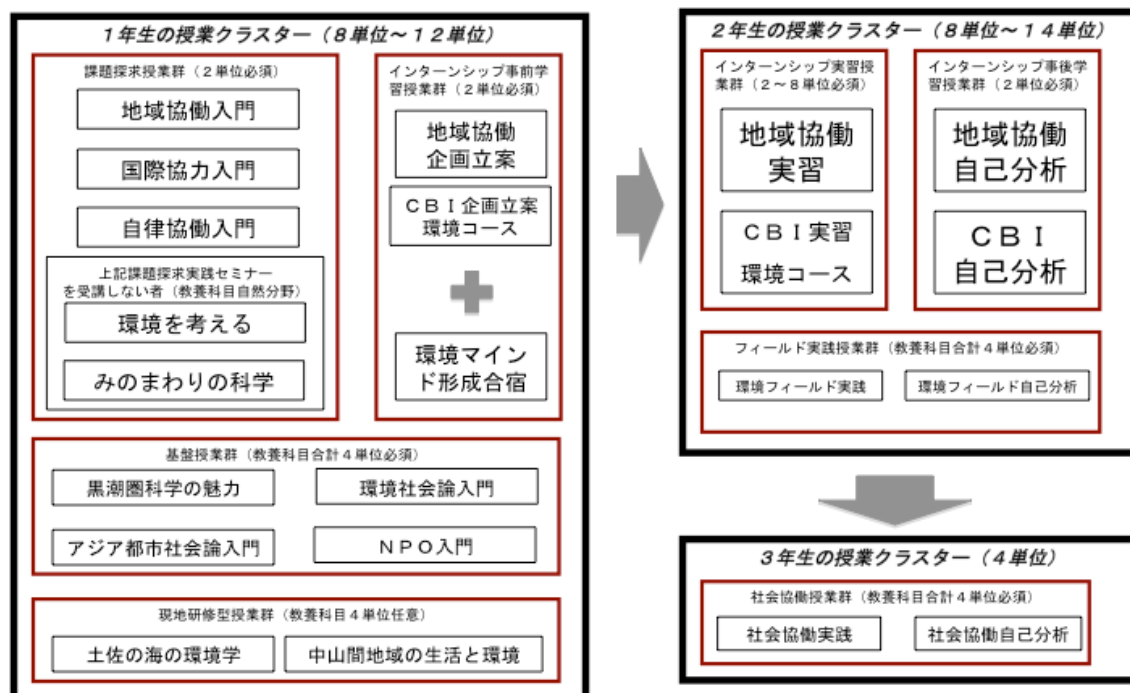 1年生の授業クラスター（8単位〜12単位）
課題探求授業群（2単位必須）
地域協働入門
国際協力入門
自律協働入門
上記課題探求実践セミナー
を受講しない者（教養科目自然分野）
環境を考える
みのまわりの科学
インターンシップ事前学
習授業群（2単位必須）
地域協働
企画立案
CBI企画立案
環境コース
環境マイン
ド形成合宿
基盤授業群（教養科目合計4単位必須）
黒潮圏科学の魅力
環境社会論入門
アジア都市社会論入門
NPO入門
現地研修型授業群（教養科目4単位任意）
土佐の海の環境学
中山間地域の生活と環境
2年生の授業クラスター（8単位〜14単位）
インターンシップ実習授
業群（2〜8単位必須）
地域協働
実習
CBI実習
環境コース
インターンシップ事後学
習授業群（2単位必須）
地域協働
自己分析
CBI
自己分析
フィールド実践授業群（教養科目合計4単位必須）
環境フィールド実践
環境フィールド自己分析
3年生の授業クラスター（4単位）
社会協働授業群（教養科目合計4単位必須）
社会協働実践
社会協働自己分析